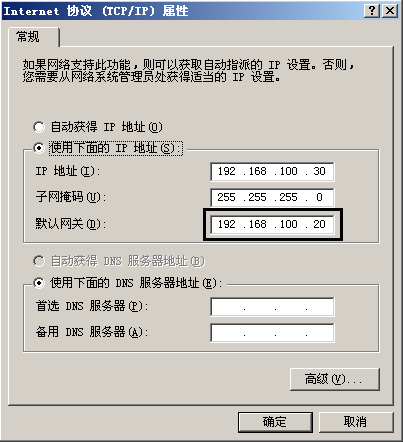 Internet 协议 (TCP/IP) 属性
常规
如果网络支持此功能,则可以获取自动指派的 IP 设置。否则,
您需要从网络系统管理员处获得适当的 IP 设置。
自动获得 IP 地址(O)
使用下面的 IP 地址(S):
IP 地址(I): 192 .168 .100 .30
子网掩码(U): 255 .255 .255 . 0
默认网关(D): 192 .168 .100 .20
自动获得 DNS 服务器地址(B)
使用下面的 DNS 服务器地址(E):
首选 DNS 服务器(P): . . .
备用 DNS 服务器(A): . . .
高级(V)...
确定 取消